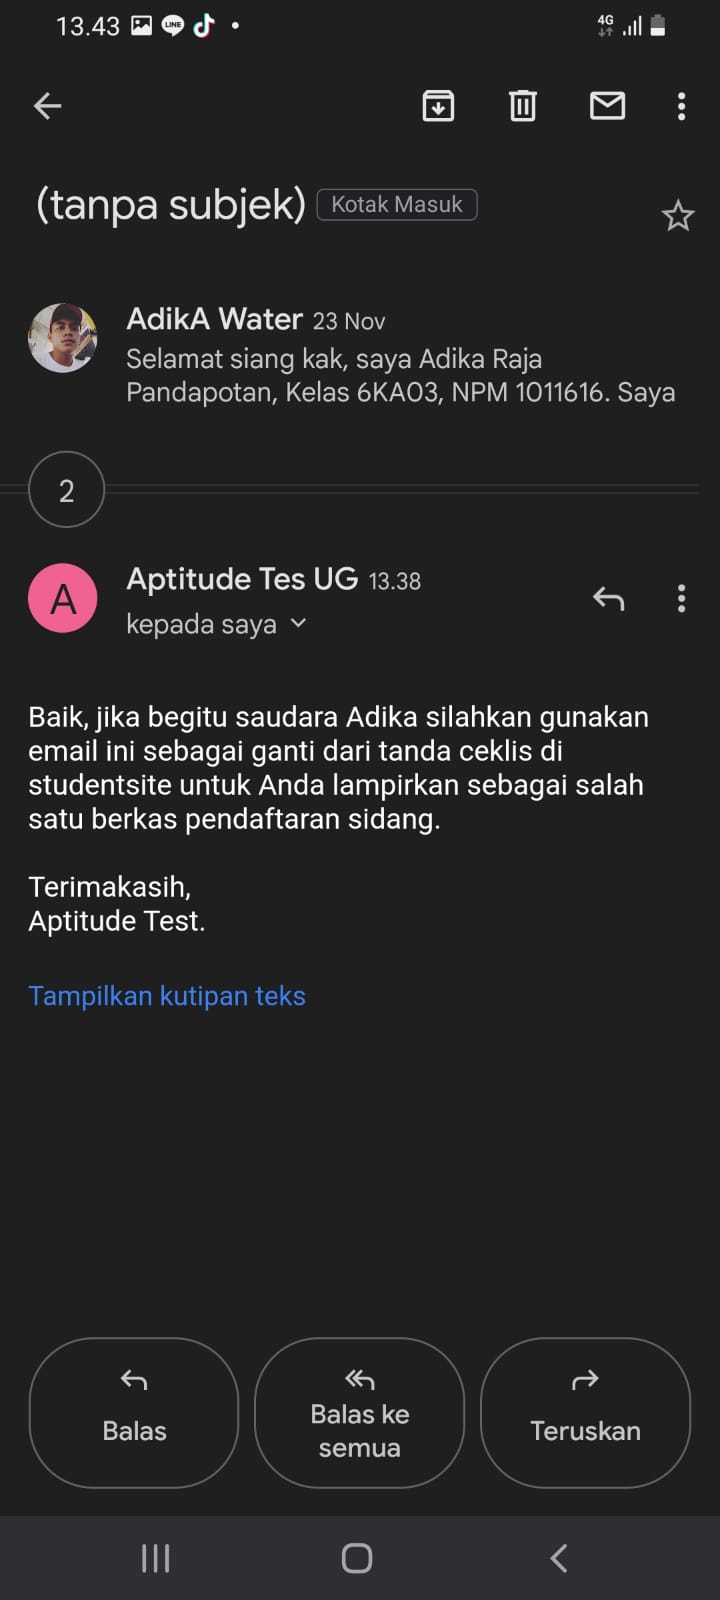 13.43
LINE
4G
(tanpa subjek) Kotak Masuk
AdikA Water 23 Nov
Selamat siang kak, saya Adika Raja
Pandapotan, Kelas 6KA03, NPM 1011616. Saya
2
A
Aptitude Tes UG 13.38
kepada saya
Baik, jika begitu saudara Adika silahkan gunakan
email ini sebagai ganti dari tanda ceklis di
studentsite untuk Anda lampirkan sebagai salah
satu berkas pendaftaran sidang.
Terimakasih,
Aptitude Test.
Tampilkan kutipan teks
Balas
Balas ke
semua
Teruskan